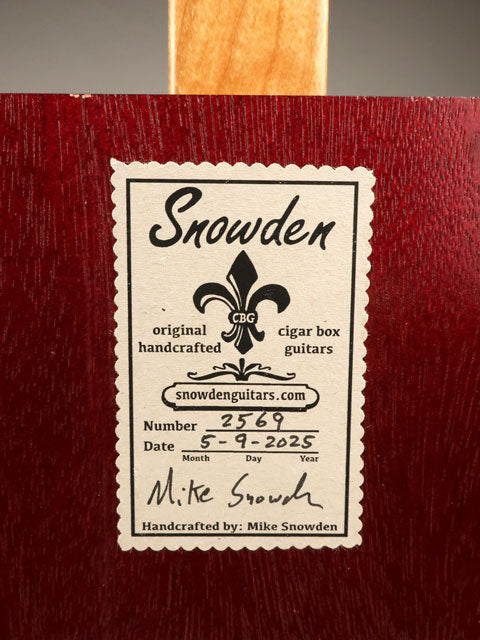 Snowden
CBG
original handcrafted
cigar box guitars
snowdenguitars.com
Number 2569
Date 5-9-2025
Month Day Year
Mike Snowden
Handcrafted by: Mike Snowden